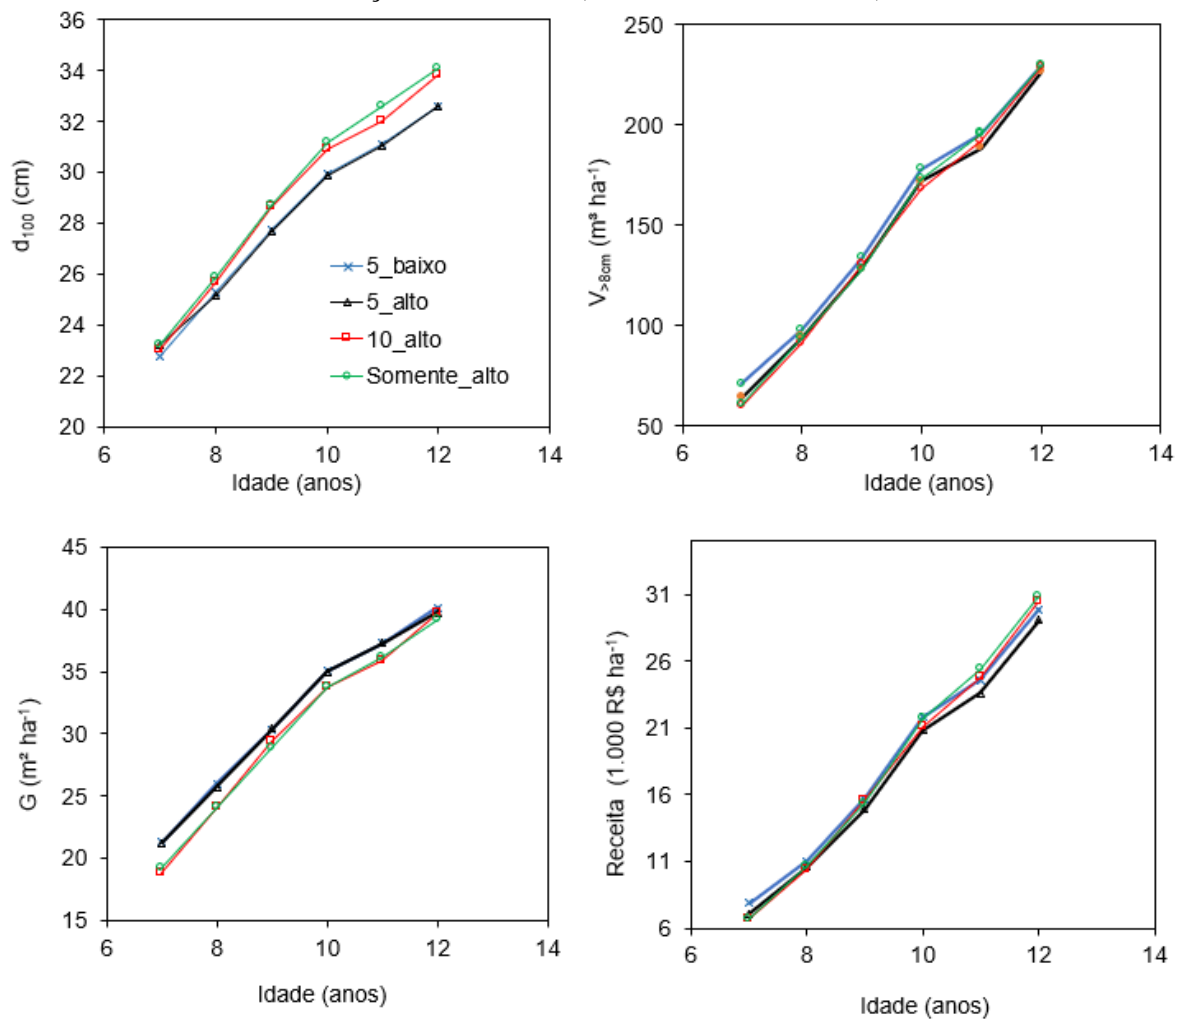 36
34
32
30
28
26
24
22
20
d₁₀₀ (cm)
5_baixo
5_alto
10_alto
Somente_alto
6 8 10 12 14
Idade (anos)
250
200
150
100
50
V>8cm (m³ ha⁻¹)
6 8 10 12 14
Idade (anos)
45
40
35
30
25
20
15
G (m² ha⁻¹)
6 8 10 12 14
Idade (anos)
31
26
21
16
11
6
Receita (1.000 R$ ha⁻¹)
6 8 10 12 14
Idade (anos)